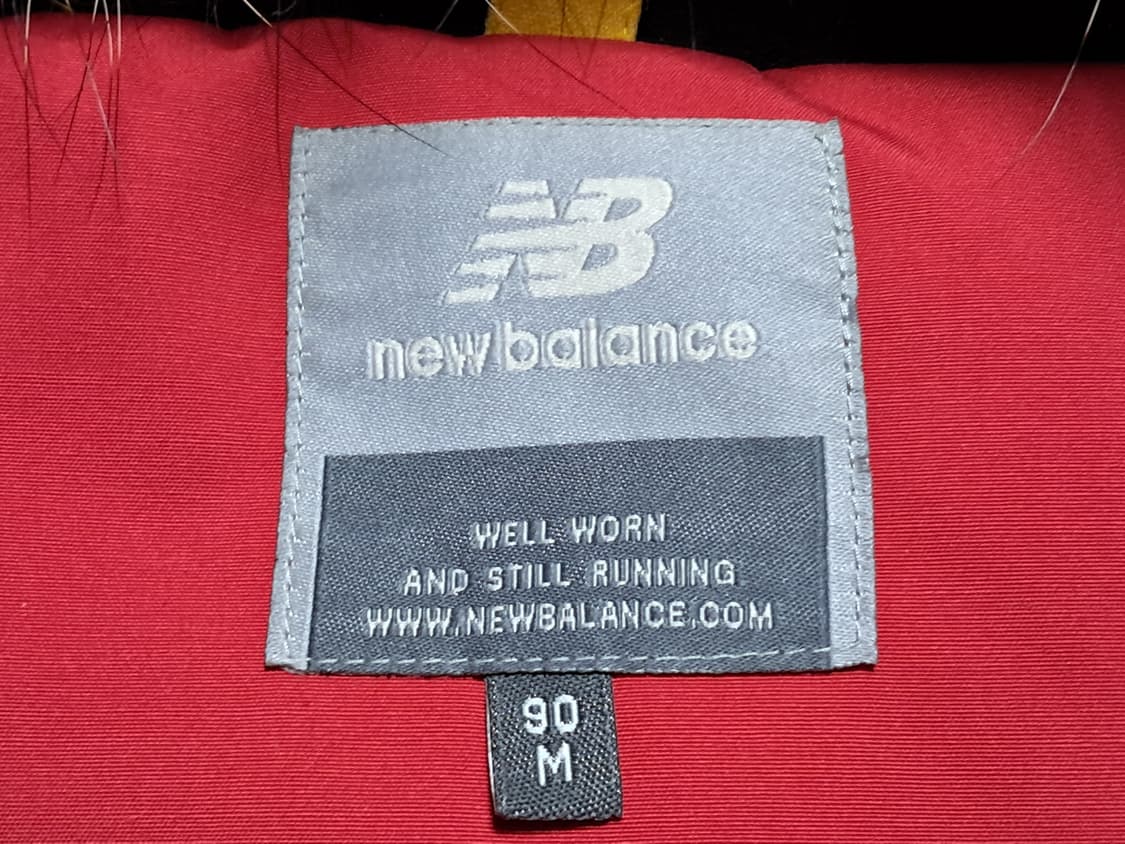 NB
new balance
WELL WORN
AND STILL RUNNING
WWW.NEWBALANCE.COM
90
M